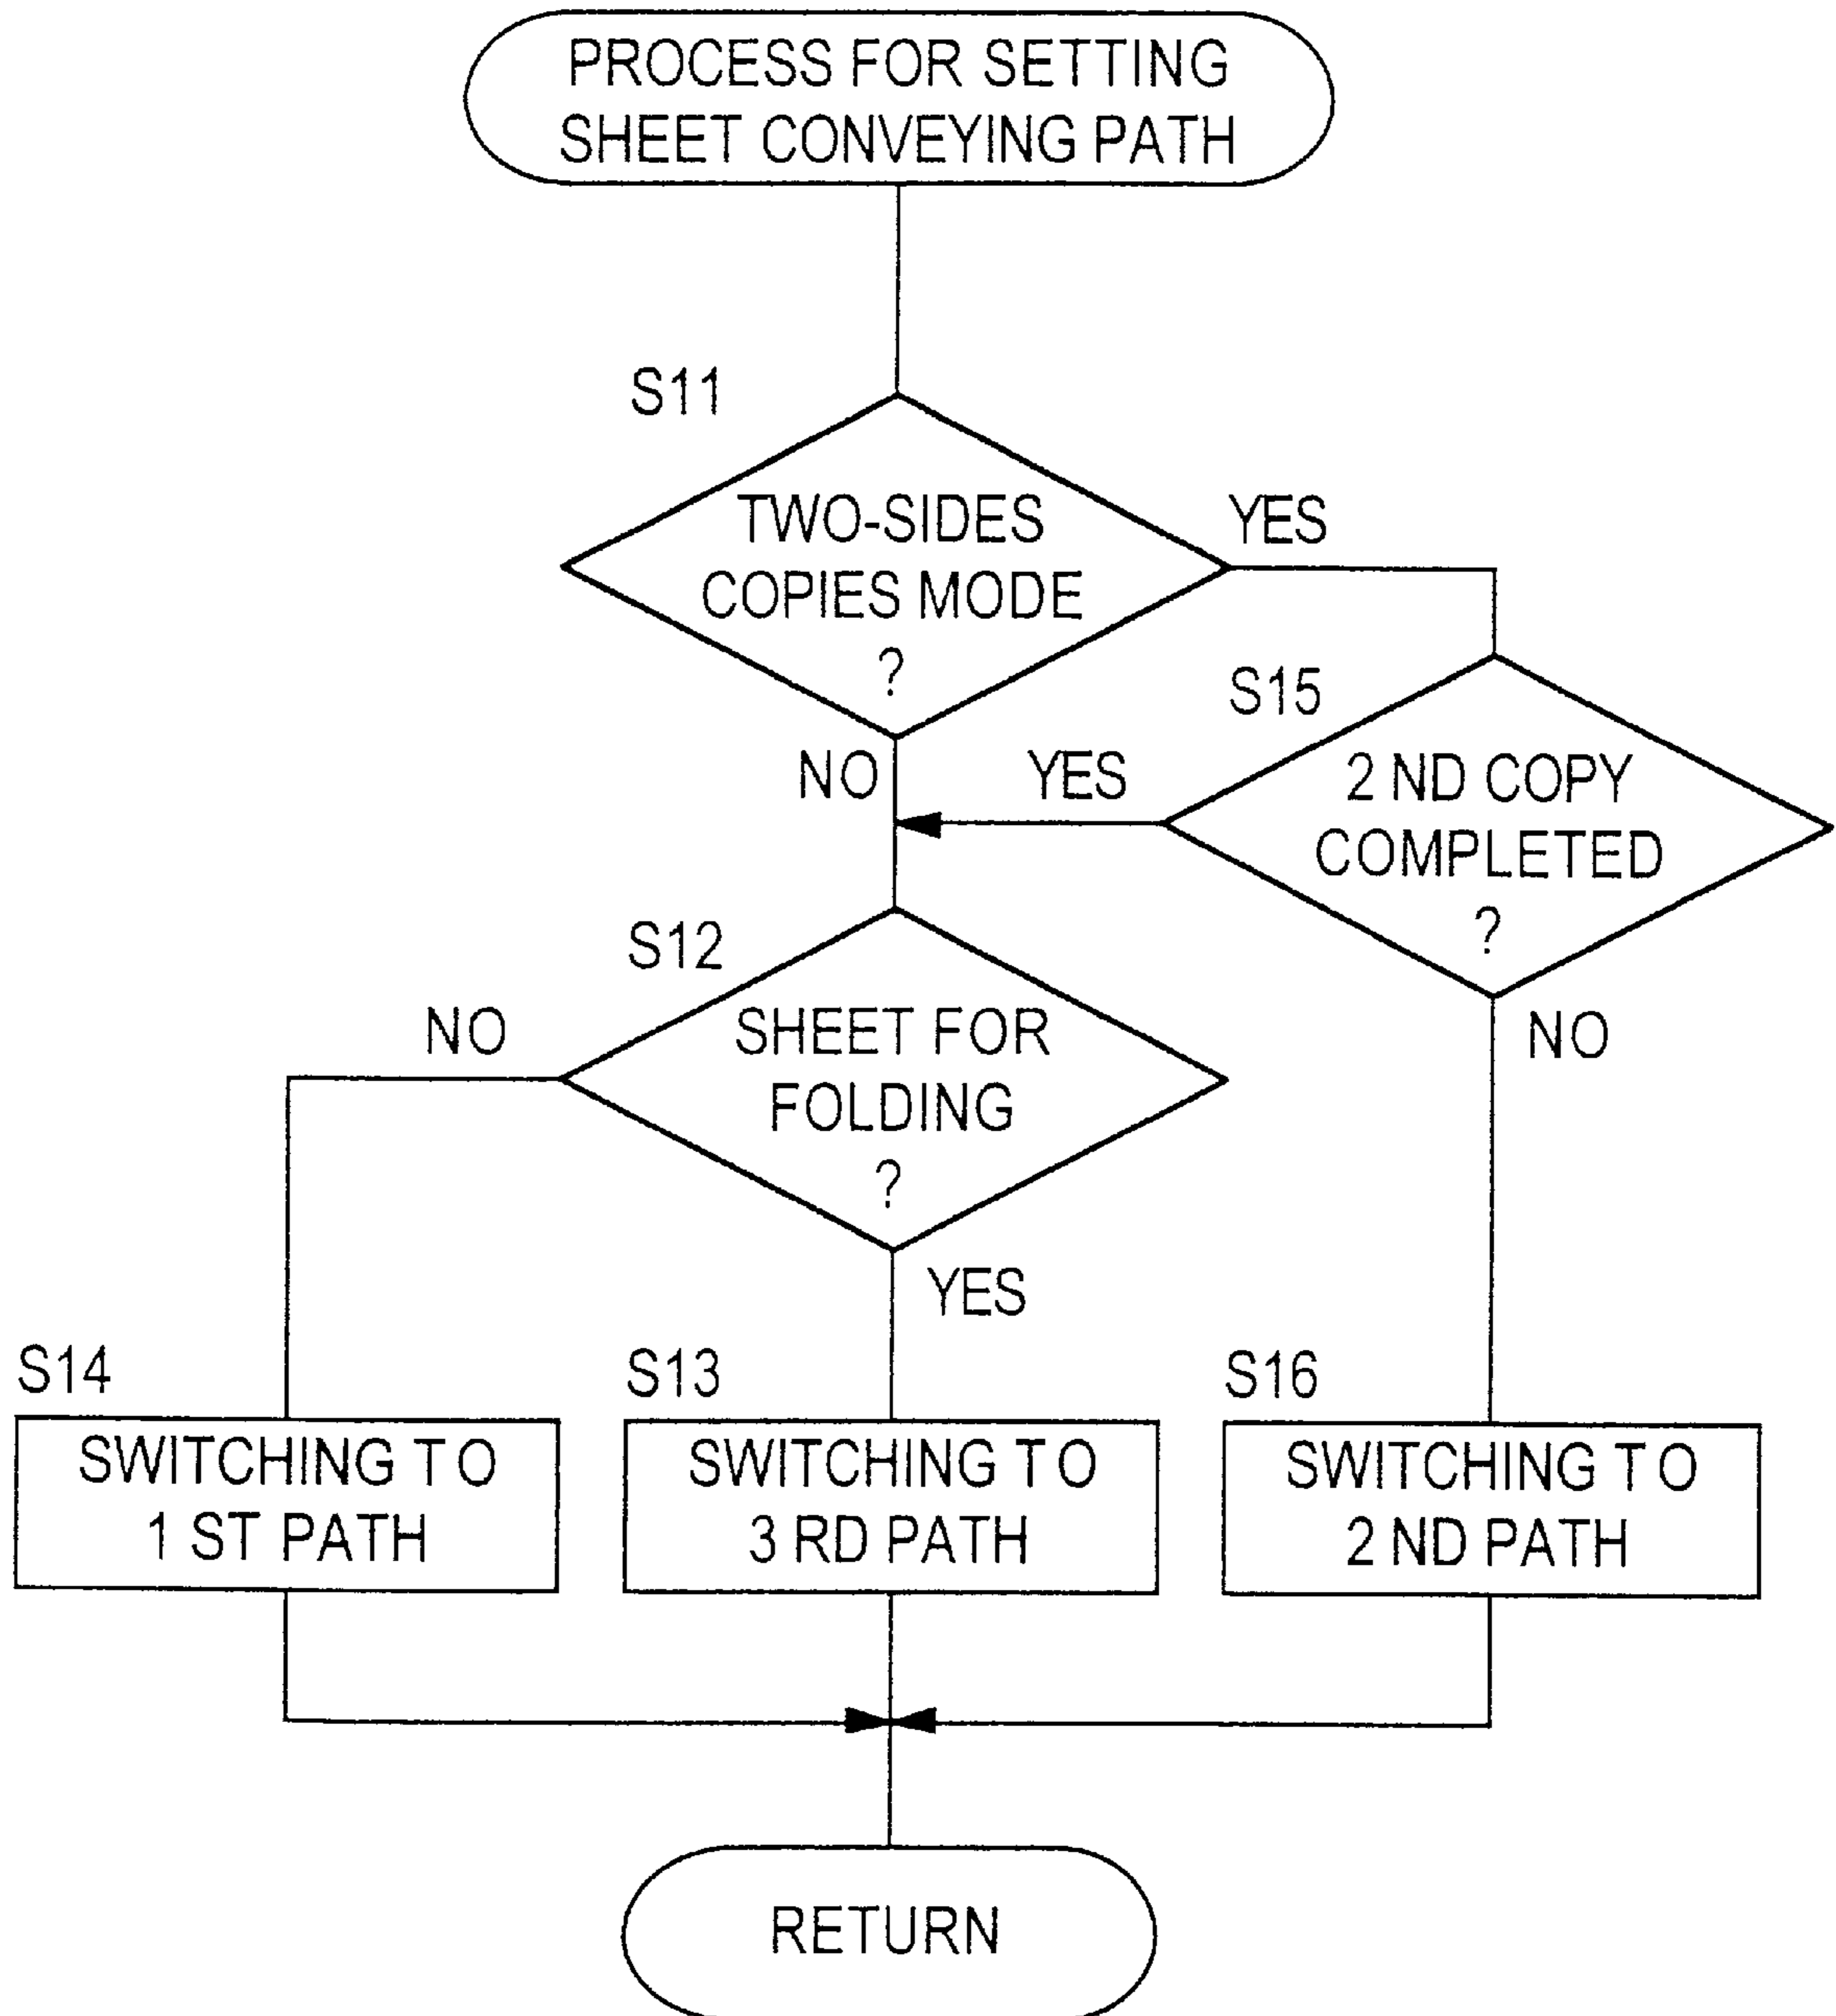 PROCESS FOR SETTING
SHEET CONVEYING PATH
S11
TWO-SIDES
COPIES MODE
?
YES
NO
S15
2 ND COPY
COMPLETED
?
YES
NO
S12
SHEET FOR
FOLDING
?
NO
YES
S14
SWITCHING TO
1 ST PATH
S13
SWITCHING TO
3 RD PATH
S16
SWITCHING TO
2 ND PATH
RETURN